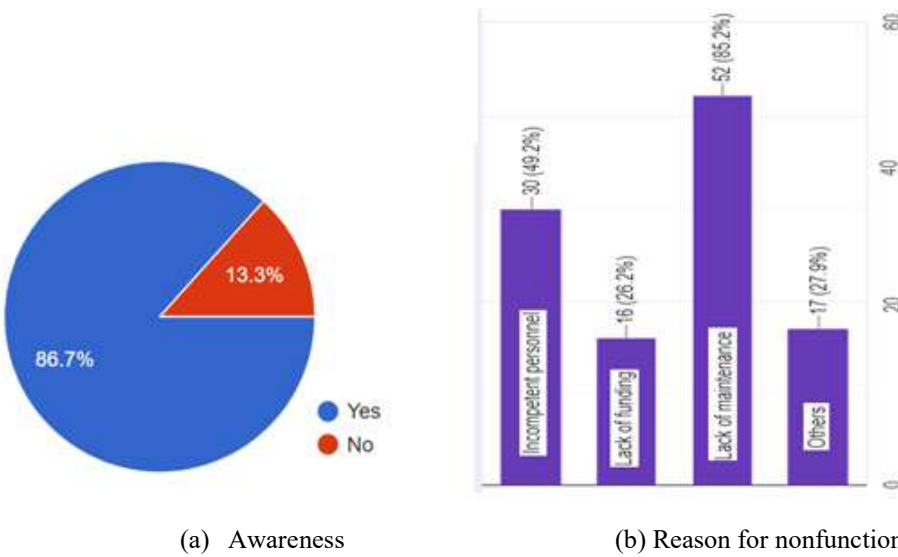 86.7%
13.3%
Yes
No
30 (49.2%)
16 (26.2%)
52 (85.2%)
17 (27.9%)
Incompetent personnel
Lack of funding
Lack of maintenance
Others
0
20
40
60
(a) Awareness
(b) Reason for nonfunction